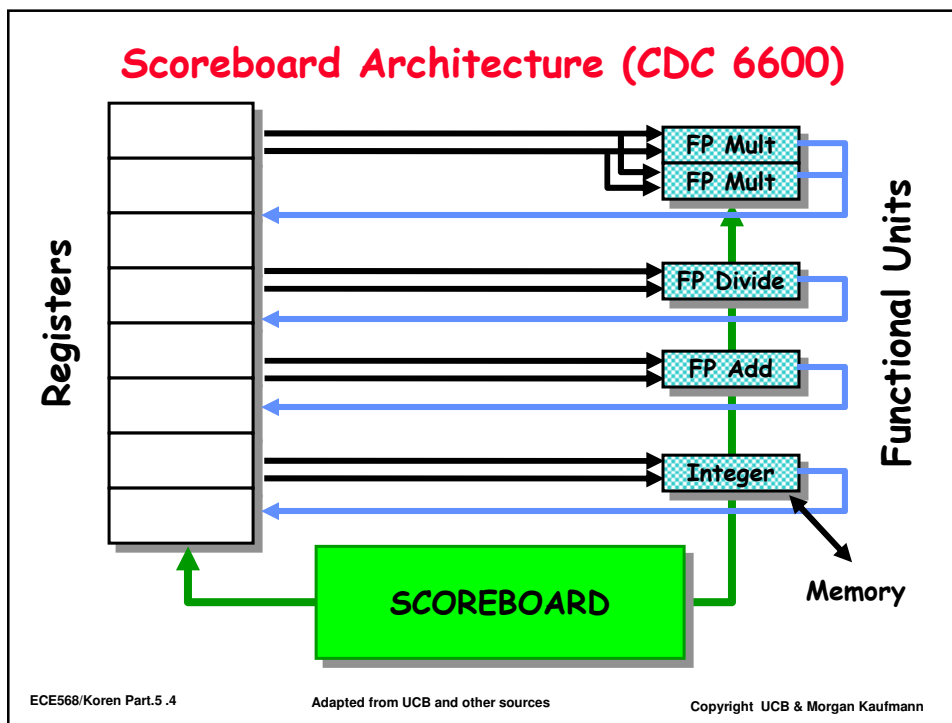 Scoreboard Architecture (CDC 6600)
Registers
FP Mult
FP Mult
FP Divide
FP Add
Integer
Functional Units
Memory
SCOREBOARD
ECE568/Koren Part.5 .4
Adapted from UCB and other sources
Copyright UCB & Morgan Kaufmann